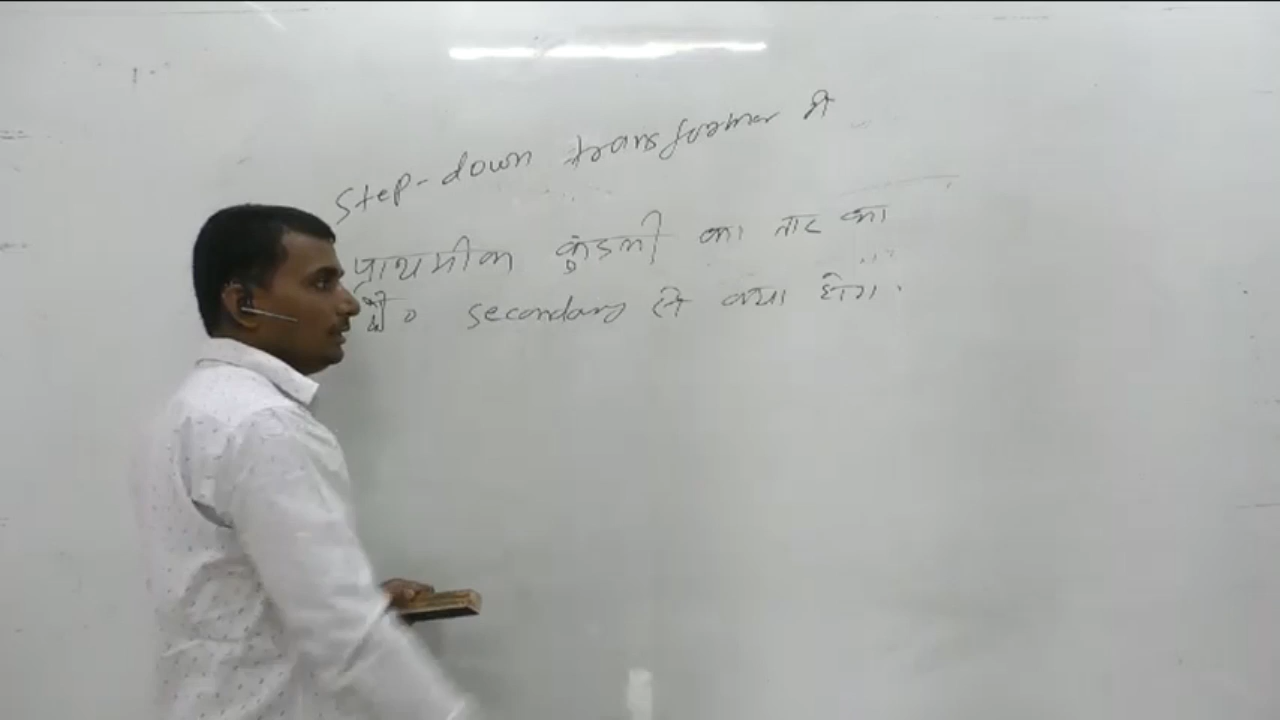 Step-down transformer में
प्राथमीक कुंडली का तार का
secondary से क्या होगा.